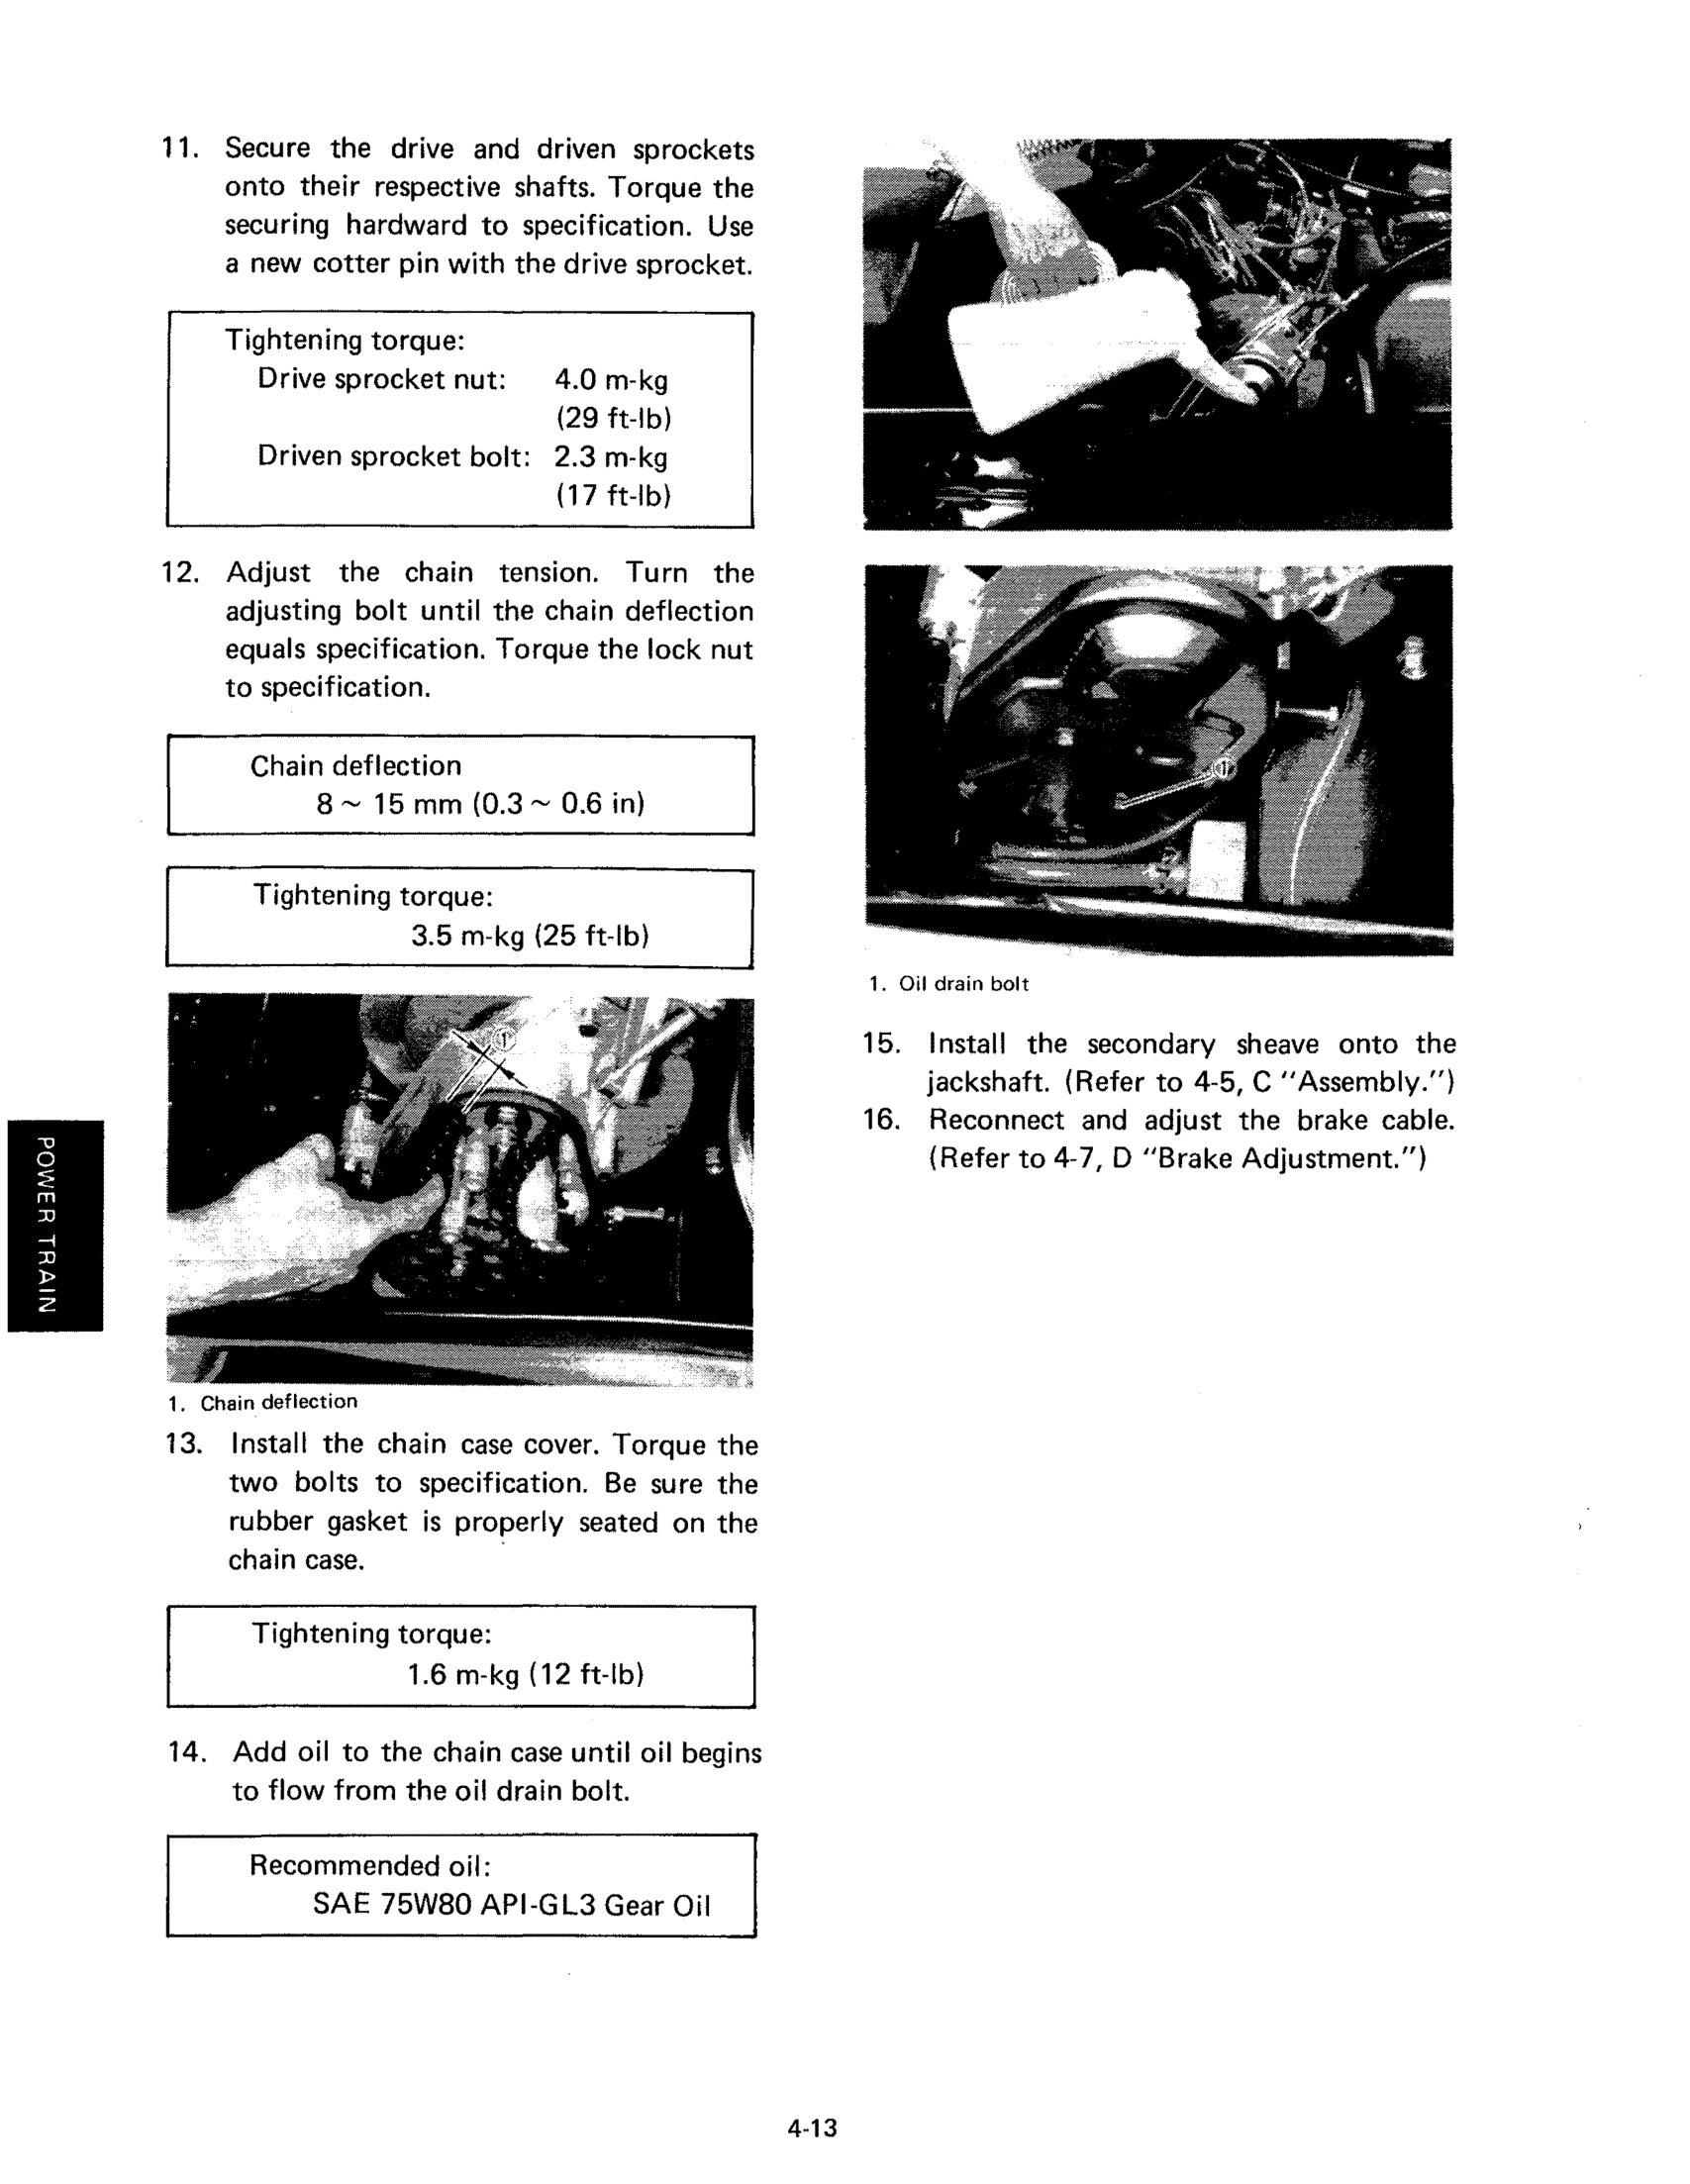 11. Secure the drive and driven sprockets
onto their respective shafts. Torque the
securing hardward to specification. Use
a new cotter pin with the drive sprocket.
Tightening torque:
Drive sprocket nut: 4.0 m-kg
(29 ft-lb)
Driven sprocket bolt: 2.3 m-kg
(17 ft-lb)
12. Adjust the chain tension. Turn the
adjusting bolt until the chain deflection
equals specification. Torque the lock nut
to specification.
Chain deflection
8 ~ 15 mm (0.3 ~ 0.6 in)
Tightening torque:
3.5 m-kg (25 ft-lb)
1
1. Chain deflection
13. Install the chain case cover. Torque the
two bolts to specification. Be sure the
rubber gasket is properly seated on the
chain case.
Tightening torque:
1.6 m-kg (12 ft-lb)
14. Add oil to the chain case until oil begins
to flow from the oil drain bolt.
Recommended oil:
SAE 75W80 API-GL3 Gear Oil
1
1. Oil drain bolt
15. Install the secondary sheave onto the
jackshaft. (Refer to 4-5, C "Assembly.")
16. Reconnect and adjust the brake cable.
(Refer to 4-7, D "Brake Adjustment.")
POWER TRAIN
4-13